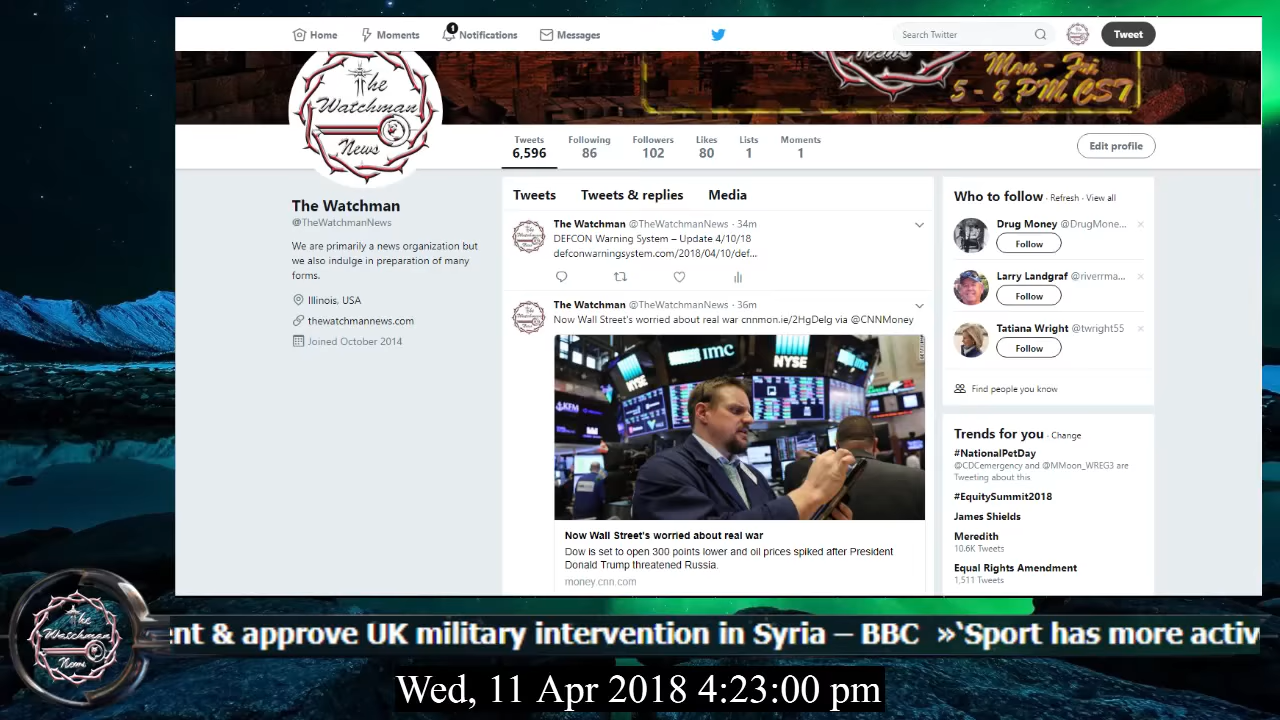 Home
Moments
1
Notifications
Messages
Search Twitter
Tweet
The
Watchman
News
News
Mon - Fri
5 - 8 PM CST
Tweets
6,596
Following
86
Followers
102
Likes
80
Lists
1
Moments
1
Edit profile
The Watchman
@TheWatchmanNews
We are primarily a news organization but
we also indulge in preparation of many
forms.
Illinois, USA
thewatchmannews.com
Joined October 2014
Tweets Tweets & replies Media
The Watchman @TheWatchmanNews · 34m
DEFCON Warning System – Update 4/10/18
defconwarningsystem.com/2018/04/10/def...
The Watchman @TheWatchmanNews · 36m
Now Wall Street's worried about real war cnnmon.ie/2HgDelg via @CNNMoney
imc
NYSE
Now Wall Street's worried about real war
Dow is set to open 300 points lower and oil prices spiked after President
Donald Trump threatened Russia.
money.cnn.com
Who to follow · Refresh · View all
Drug Money @DrugMone...
Follow
Larry Landgraf @riverrma...
Follow
Tatiana Wright @twright55
Follow
Find people you know
Trends for you · Change
#NationalPetDay
@CDCemergency and @MMoon_WREG3 are
Tweeting about this
#EquitySummit2018
James Shields
Meredith
10.6K Tweets
Equal Rights Amendment
1,511 Tweets
The
Watchman
News
ent & approve UK military intervention in Syria – BBC »‘Sport has more activ
Wed, 11 Apr 2018 4:23:00 pm